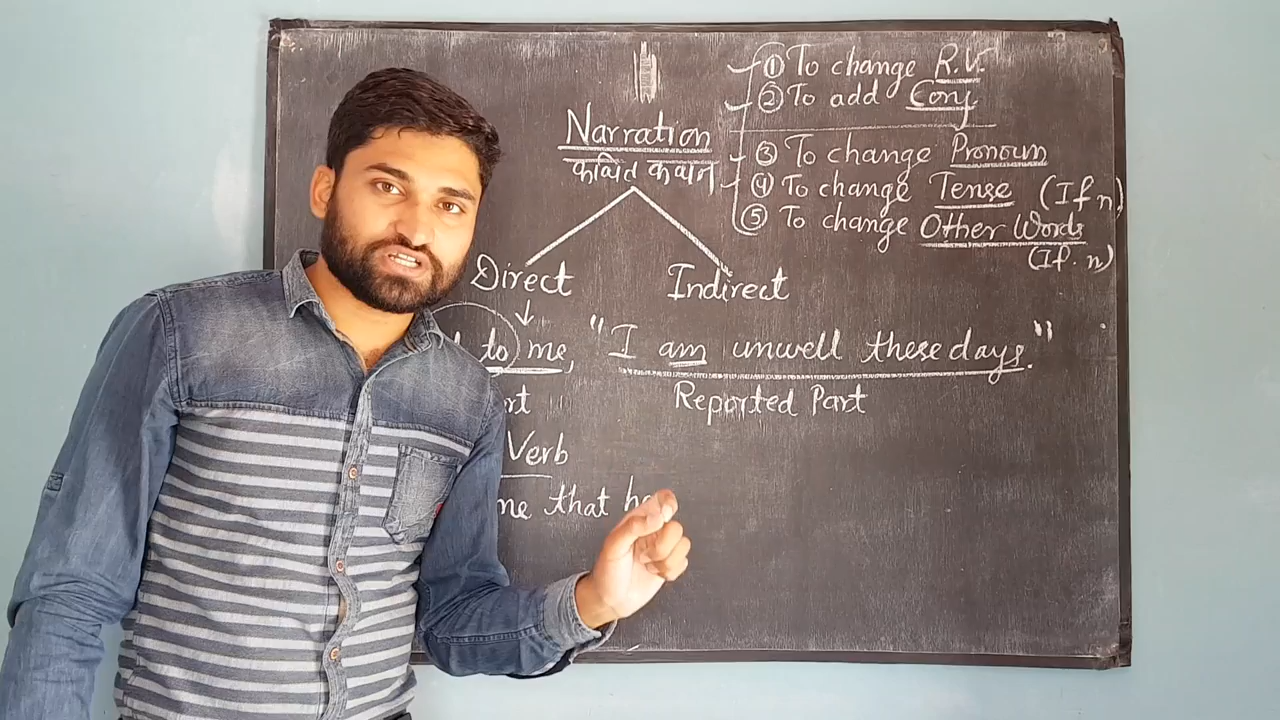 ① To change R.V.
② To add Conj
③ To change Pronoun
④ To change Tense (If n)
⑤ To change Other Words
(If. n)
Narration
कथित कथन
Direct Indirect
to me, "I am unwell these days."
Reported Part
Verb
me that he